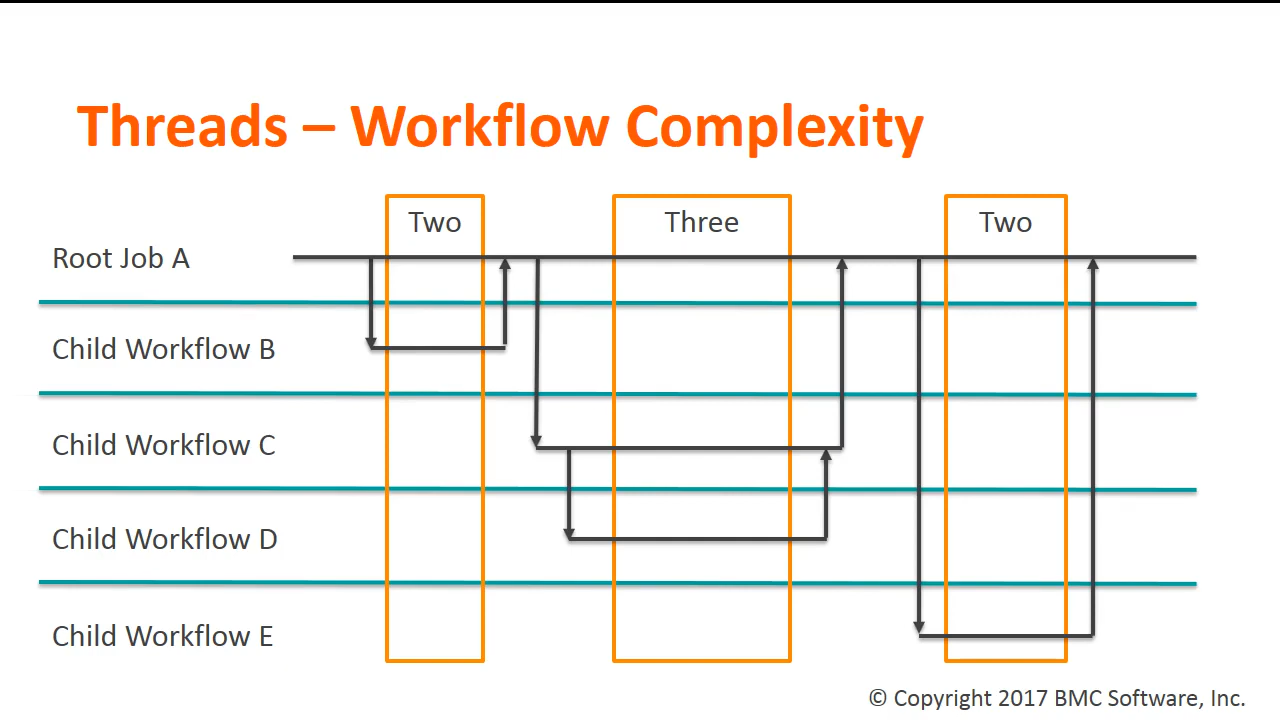 Threads – Workflow Complexity
Two
Three
Two
Root Job A
Child Workflow B
Child Workflow C
Child Workflow D
Child Workflow E
© Copyright 2017 BMC Software, Inc.